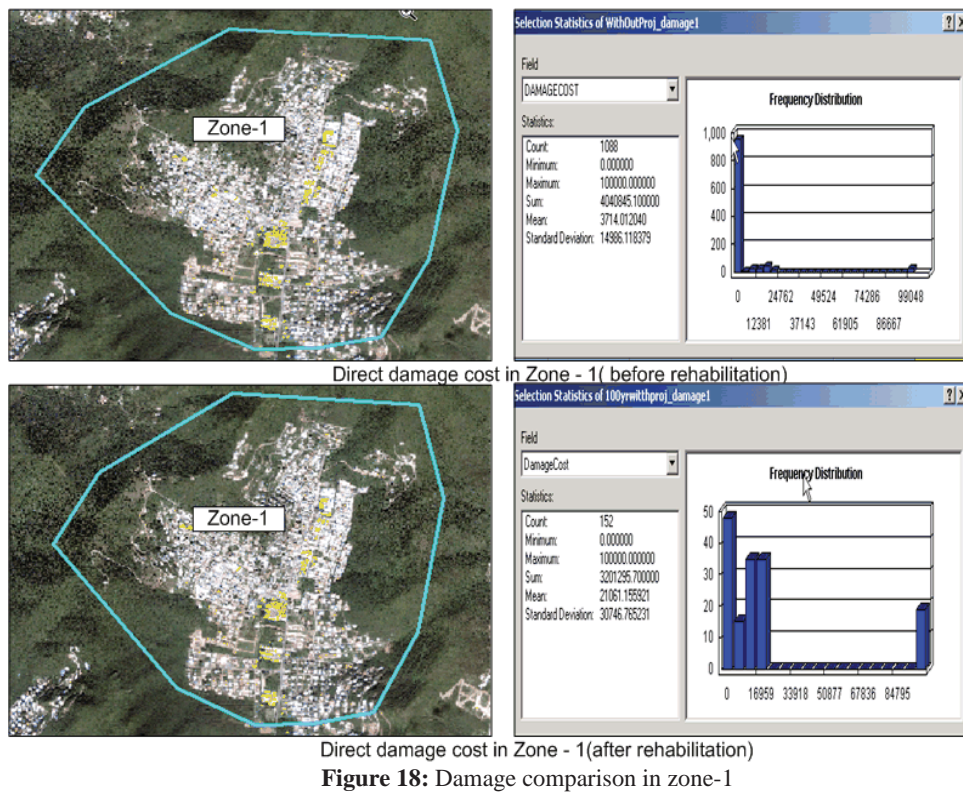 Zone-1
Selection Statistics of WithOutProj_damage1
Field
DAMAGECOST
Statistics:
Count: 1088
Minimum: 0.000000
Maximum: 100000.000000
Sum: 4040845.100000
Mean: 3714.012040
Standard Deviation: 14986.118379
Frequency Distribution
1,000
800
600
400
200
0
0 24762 49524 74286 99048
12381 37143 61905 86667
Direct damage cost in Zone - 1( before rehabilitation)
Zone-1
Selection Statistics of 100yrwitthproj_damage1
Field
DamageCost
Statistics:
Count: 152
Minimum: 0.000000
Maximum: 100000.000000
Sum: 3201295.700000
Mean: 21061.155921
Standard Deviation: 30746.765231
Frequency Distribution
50
40
30
20
10
0
0 16959 33918 50877 67836 84795
Direct damage cost in Zone - 1(after rehabilitation)
Figure 18: Damage comparison in zone-1